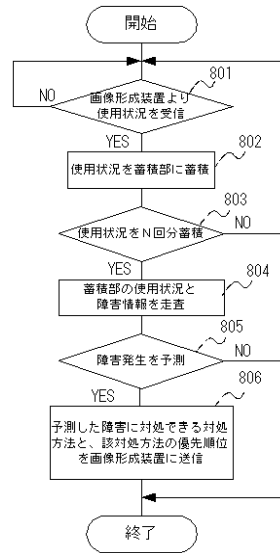 開始
801
画像形成装置より
使用状況を受信
NO
YES
802
使用状況を蓄積部に蓄積
803
使用状況をN回分蓄積
NO
YES
804
蓄積部の使用状況と
障害情報を走査
805
障害発生を予測
NO
YES
806
予測した障害に対処できる対処
方法と、該対処方法の優先順位
を画像形成装置に送信
終了